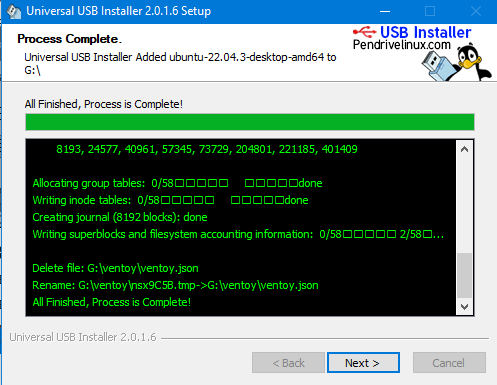 Universal USB Installer 2.0.1.6 Setup
Process Complete.
Universal USB Installer Added ubuntu-22.04.3-desktop-amd64 to
G:\
USB Installer
Pendrivelinux.com
All Finished, Process is Complete!
8193, 24577, 40961, 57345, 73729, 204801, 221185, 401409
Allocating group tables: 0/58□□□□□ □□□□□done
Writing inode tables: 0/58□□□□□ □□□□□done
Creating journal (8192 blocks): done
Writing superblocks and filesystem accounting information: 0/58□□□□□ 2/58□...
Delete file: G:\ventoy\ventoy.json
Rename: G:\ventoy\nsx9C5B.tmp->G:\ventoy\ventoy.json
All Finished, Process is Complete!
Universal USB Installer 2.0.1.6
< Back
Next >
Cancel